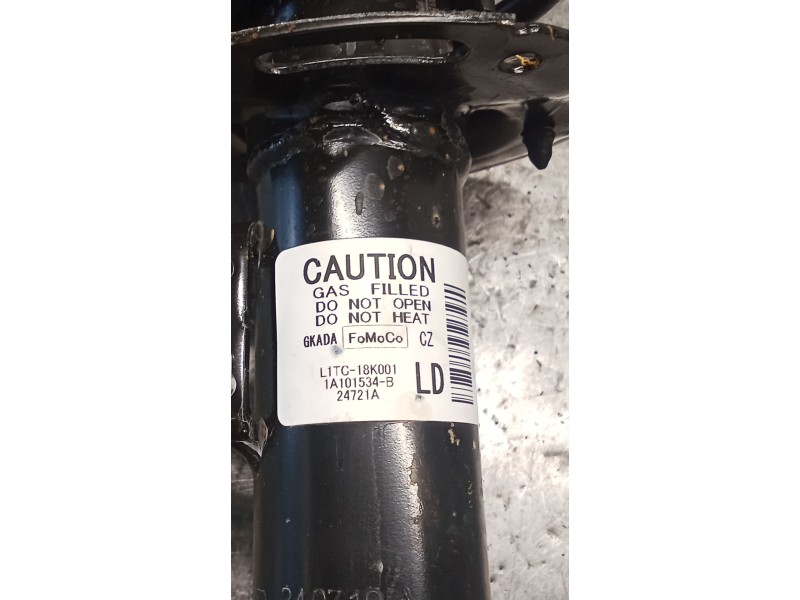 CAUTION
GAS FILLED
DO NOT OPEN
DO NOT HEAT
GKADA FoMoCo CZ
L1TC-18K001
1A101534-B LD
24721A